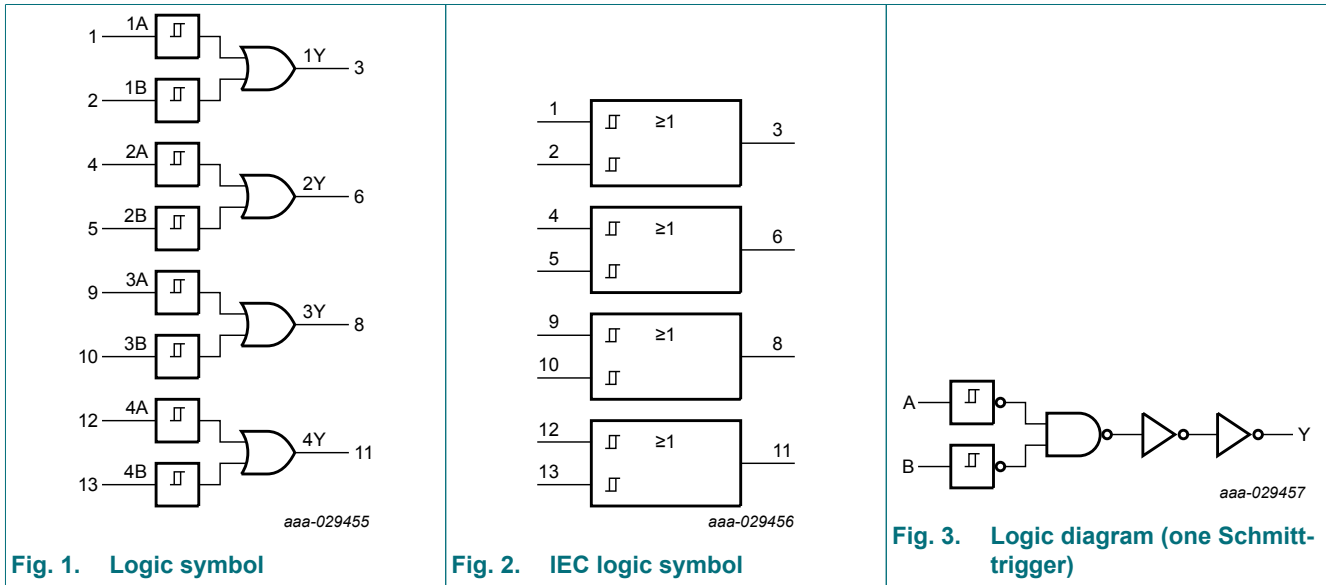 1A
1
1Y
3
1B
2
2A
4
2Y
6
2B
5
3A
9
3Y
8
3B
10
4A
12
4Y
11
4B
13
aaa-029455
Fig. 1. Logic symbol
1
≥1
3
2
4
≥1
6
5
9
≥1
8
10
12
≥1
11
13
aaa-029456
Fig. 2. IEC logic symbol
A
Y
B
aaa-029457
Fig. 3. Logic diagram (one Schmitt-
trigger)